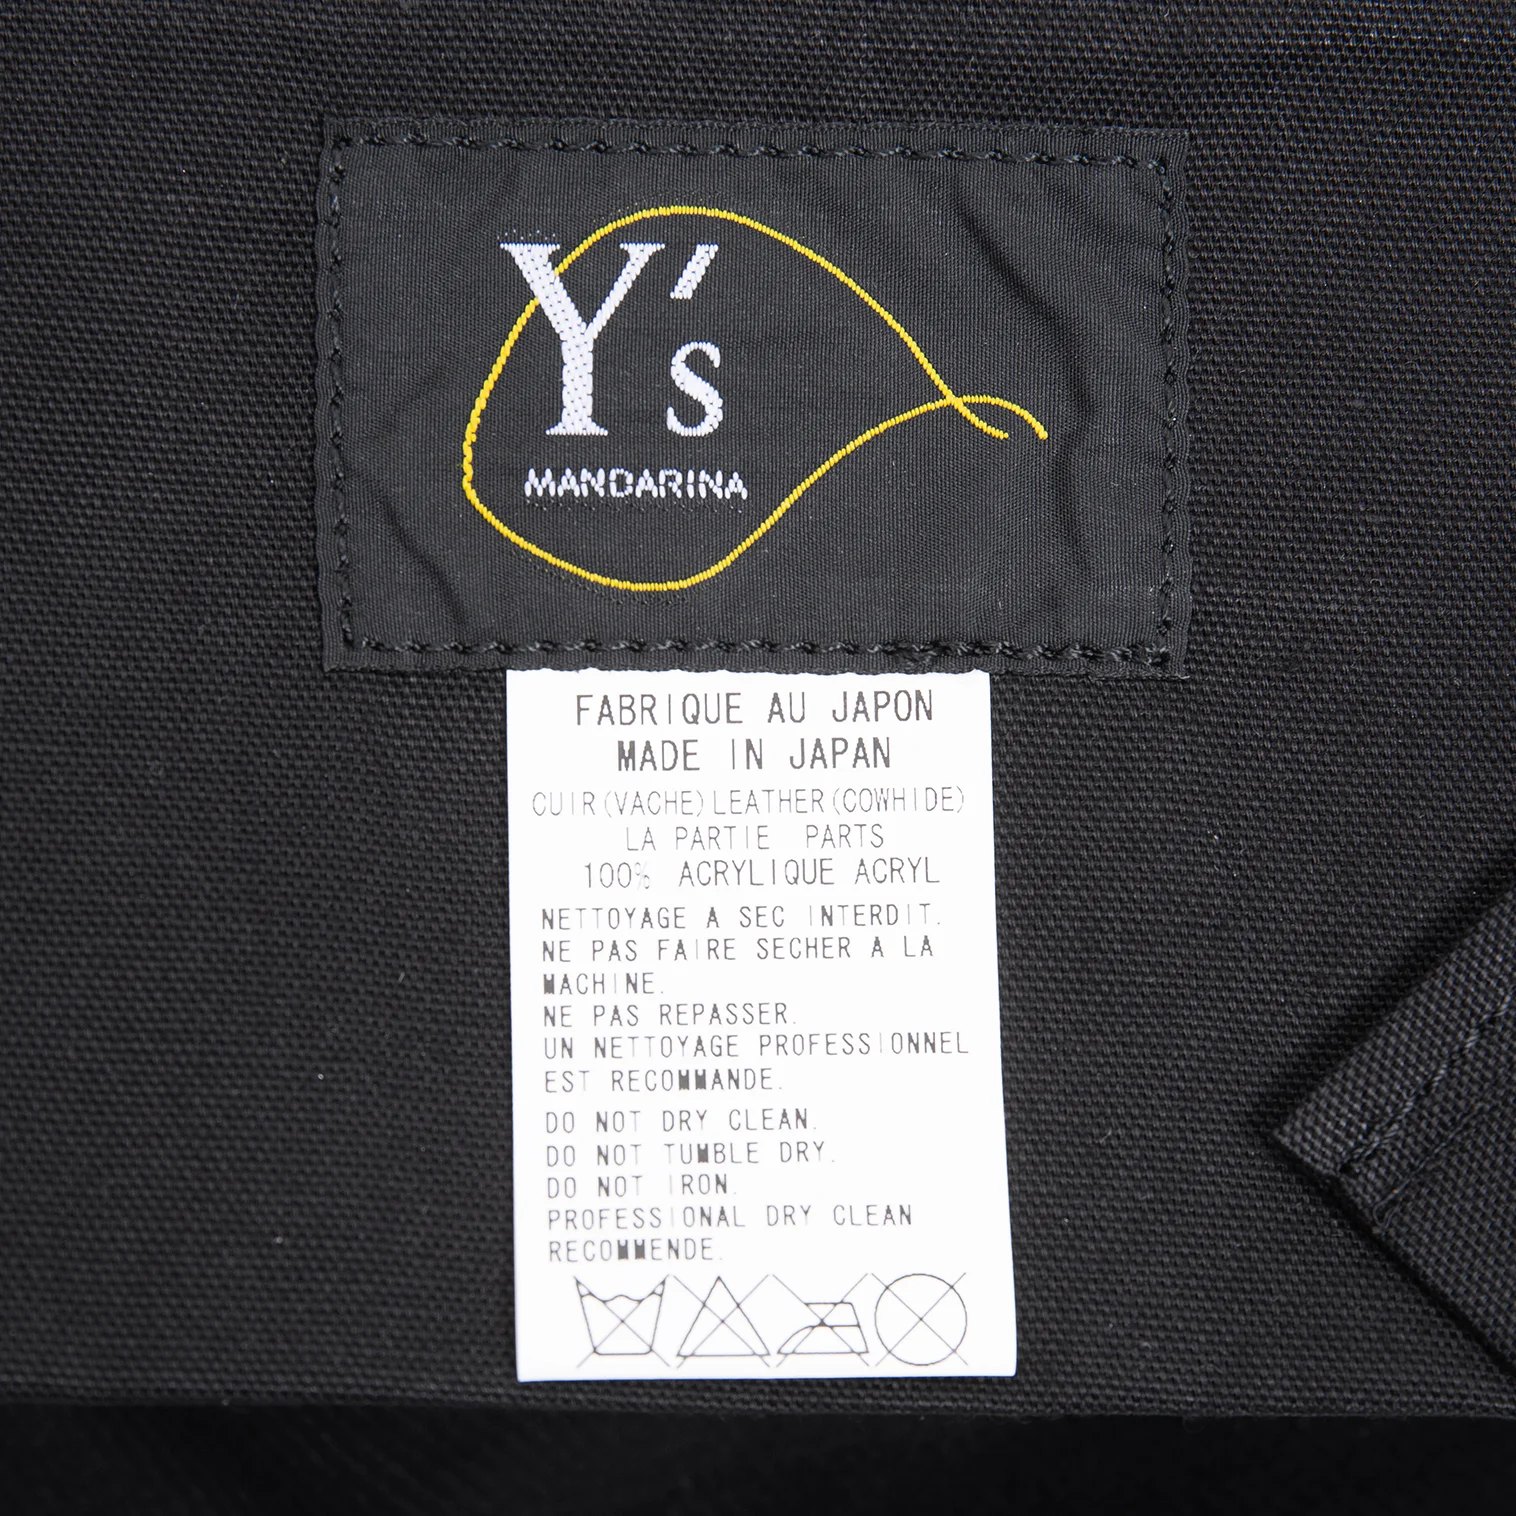 Y's
MANDARINA
FABRIQUE AU JAPON
MADE IN JAPAN
CUIR(VACHE)LEATHER(COWHIDE)
LA PARTIE PARTS
100% ACRYLIQUE ACRYL
NETTOYAGE A SEC INTERDIT.
NE PAS FAIRE SECHER A LA
MACHINE.
NE PAS REPASSER.
UN NETTOYAGE PROFESSIONNEL
EST RECOMMANDE.
DO NOT DRY CLEAN.
DO NOT TUMBLE DRY.
DO NOT IRON.
PROFESSIONAL DRY CLEAN
RECOMMENDE.